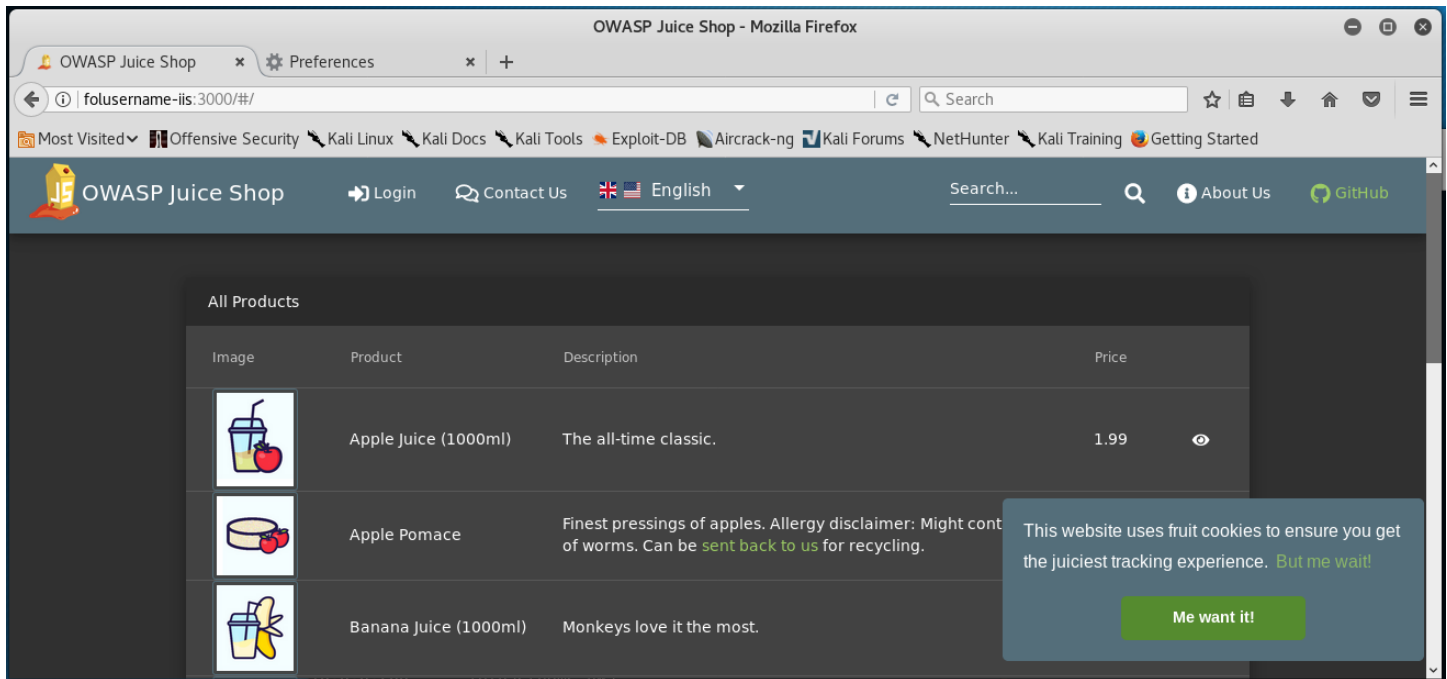 OWASP Juice Shop - Mozilla Firefox
OWASP Juice Shop
Preferences
folusername-iis:3000/#/
Search
Most Visited Offensive Security Kali Linux Kali Docs Kali Tools Exploit-DB Aircrack-ng Kali Forums NetHunter Kali Training Getting Started
JS
OWASP Juice Shop Login Contact Us English Search... About Us GitHub
All Products
Image Product Description Price
Apple Juice (1000ml) The all-time classic. 1.99
Apple Pomace
Finest pressings of apples. Allergy disclaimer: Might cont
of worms. Can be sent back to us for recycling.
Banana Juice (1000ml) Monkeys love it the most.
This website uses fruit cookies to ensure you get
the juiciest tracking experience. But me wait!
Me want it!